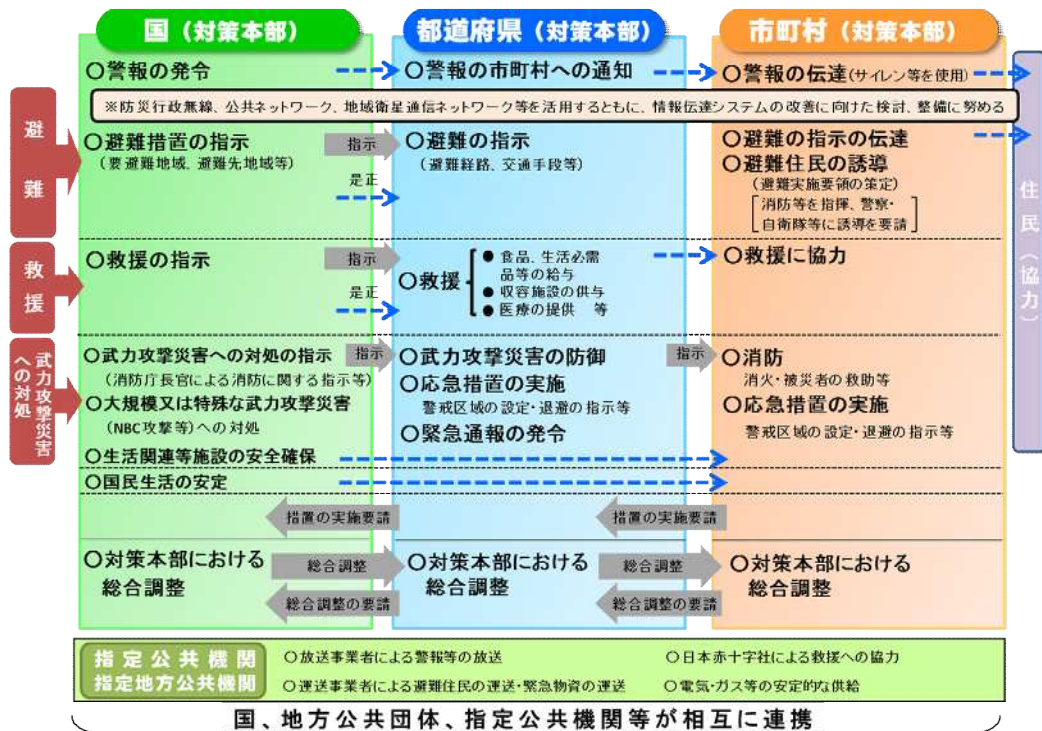 国（対策本部）
都道府県（対策本部）
市町村（対策本部）
○警報の発令
○警報の市町村への通知
○警報の伝達(サイレン等を使用)
※防災行政無線、公共ネットワーク、地域衛星通信ネットワーク等を活用するともに、情報伝達システムの改善に向けた検討、整備に努める
避難
○避難措置の指示
（要避難地域、避難先地域等）
指示
是正
○避難の指示
（避難経路、交通手段等）
○避難の指示の伝達
○避難住民の誘導
（避難実施要領の策定）
消防等を指揮、警察・
自衛隊等に誘導を要請
住民（協力）
救援
○救援の指示
指示
是正
○救援
● 食品、生活必需
品等の給与
● 収容施設の供与
● 医療の提供　等
○救援に協力
武力攻撃災害
への対処
○武力攻撃災害への対処の指示
（消防庁長官による消防に関する指示等）
○大規模又は特殊な武力攻撃災害
（NBC攻撃等）への対処
指示
○武力攻撃災害の防御
○応急措置の実施
警戒区域の設定・退避の指示等
○緊急通報の発令
指示
○消防
消火・被災者の救助等
○応急措置の実施
警戒区域の設定・退避の指示等
○生活関連等施設の安全確保
○国民生活の安定
措置の実施要請
措置の実施要請
○対策本部における
総合調整
総合調整
総合調整の要請
○対策本部における
総合調整
総合調整
総合調整の要請
○対策本部における
総合調整
指定公共機関
指定地方公共機関
○放送事業者による警報等の放送
○日本赤十字社による救援への協力
○運送事業者による避難住民の運送・緊急物資の運送
○電気・ガス等の安定的な供給
国、地方公共団体、指定公共機関等が相互に連携